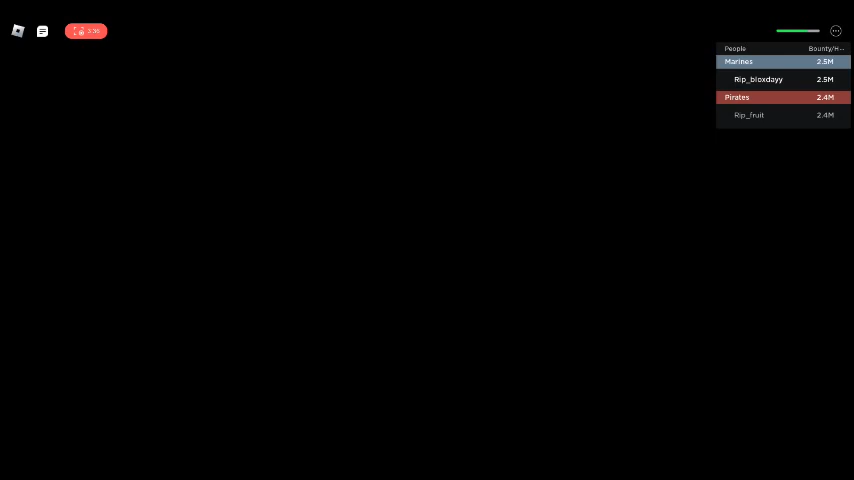 3:36
People Bounty/H...
Marines 2.5M
Rip_bloxdayy 2.5M
Pirates 2.4M
Rip_fruit 2.4M